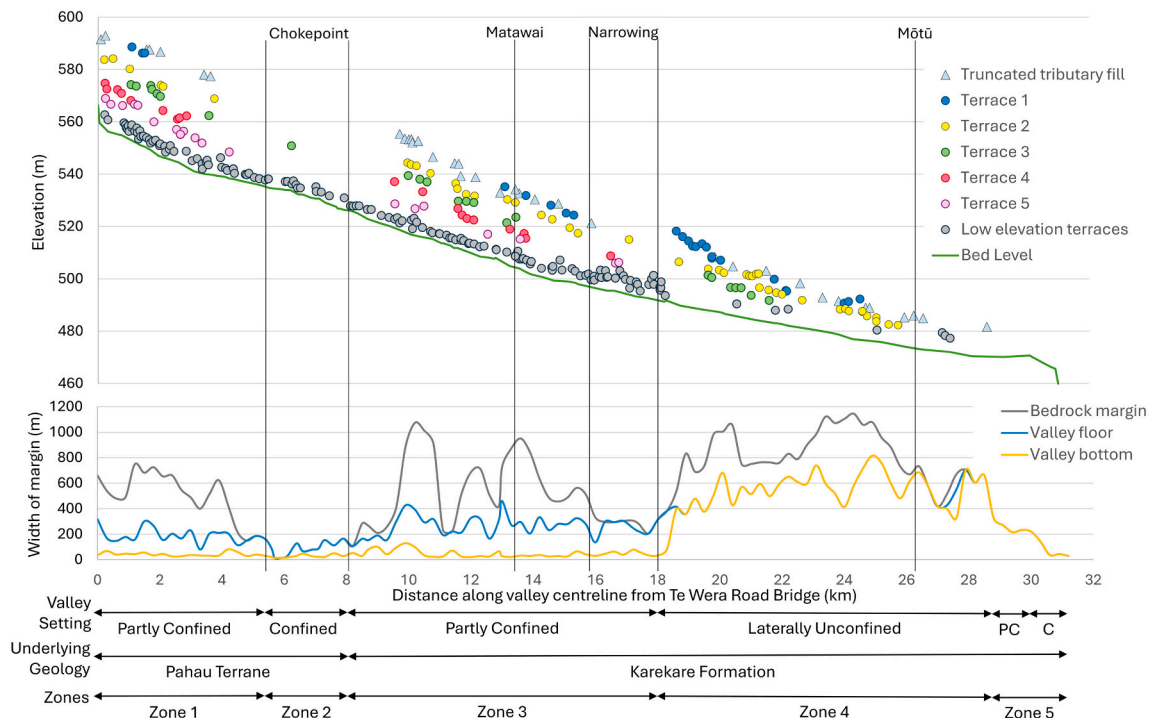 600
580
560
540
520
500
480
460
Elevation (m)
Chokepoint
Matawai
Narrowing
Mōtū
Truncated tributary fill
Terrace 1
Terrace 2
Terrace 3
Terrace 4
Terrace 5
Low elevation terraces
Bed Level
1200
1000
800
600
400
200
0
Width of margin (m)
Bedrock margin
Valley floor
Valley bottom
0 2 4 6 8 10 12 14 16 18 20 22 24 26 28 30 32
Distance along valley centreline from Te Wera Road Bridge (km)
Valley
Setting
Partly Confined Confined Partly Confined Laterally Unconfined PC C
Underlying
Geology
Pahau Terrane Karekare Formation
Zones
Zone 1 Zone 2 Zone 3 Zone 4 Zone 5